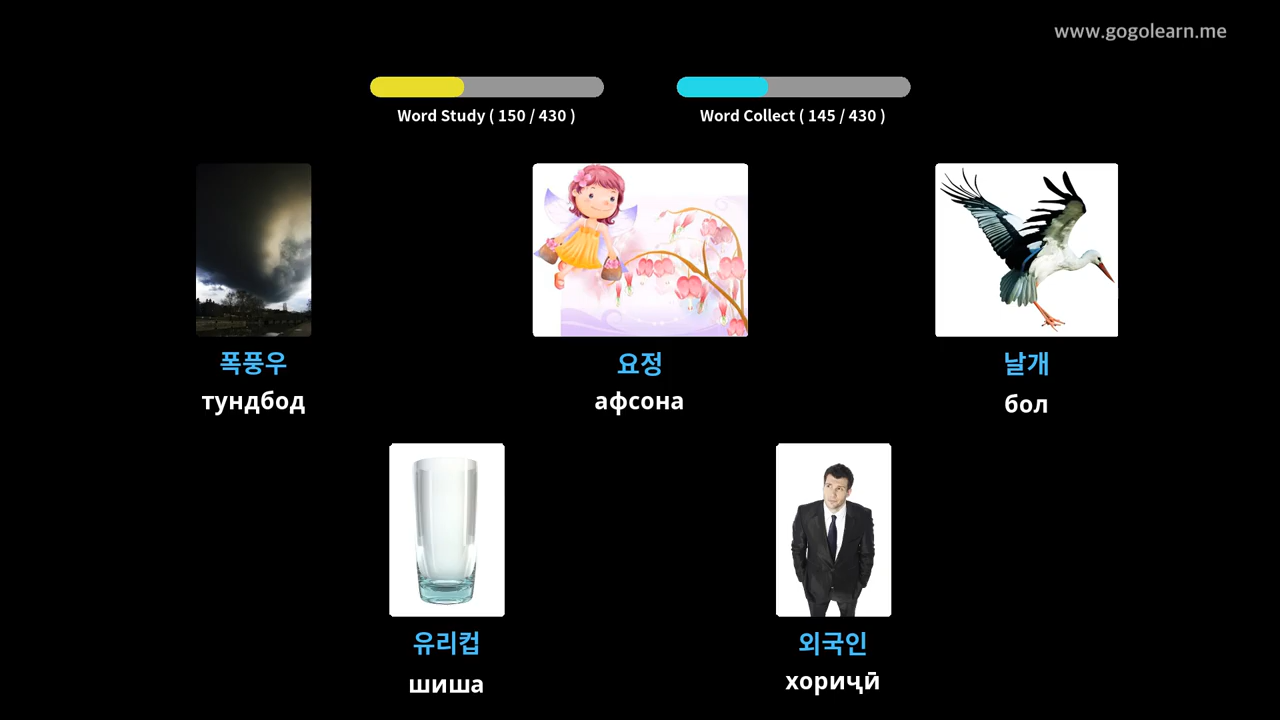 www.gogolearn.me
Word Study ( 150 / 430 )
Word Collect ( 145 / 430 )
폭풍우
тундбод
요정
афсона
날개
бол
유리컵
шиша
외국인
хориҷӣ